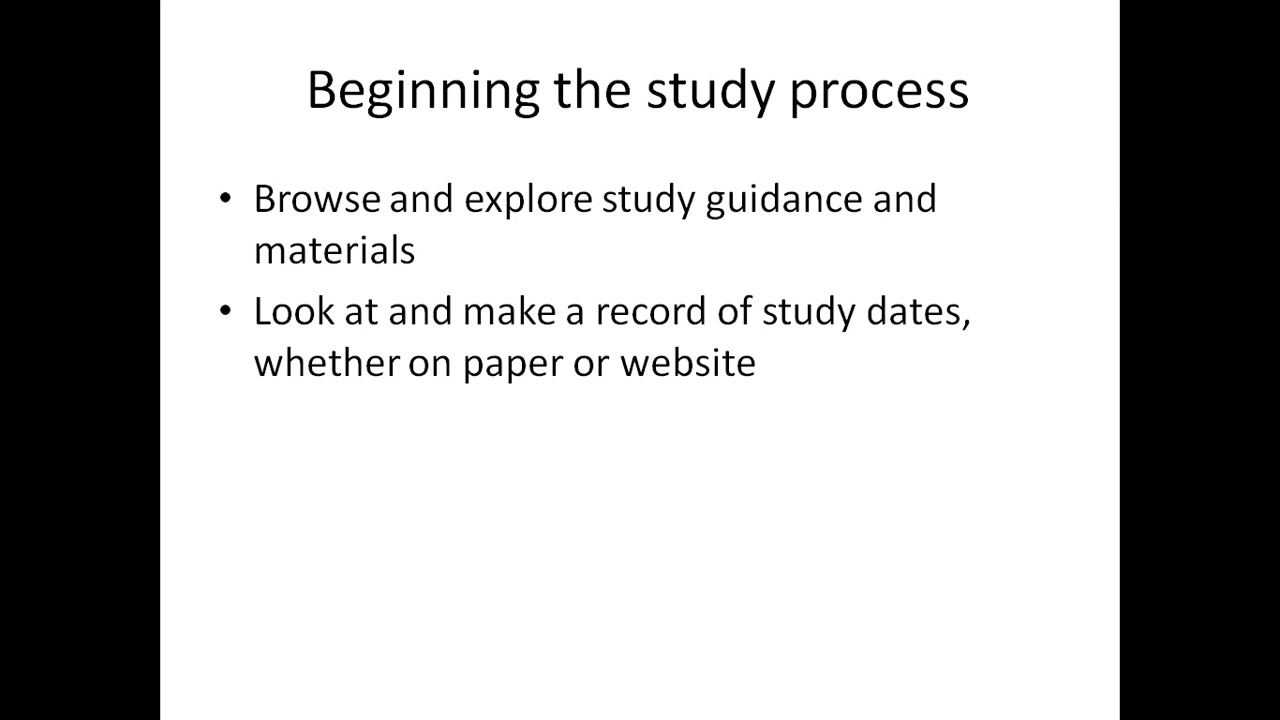 Beginning the study process
• Browse and explore study guidance and
materials
• Look at and make a record of study dates,
whether on paper or website